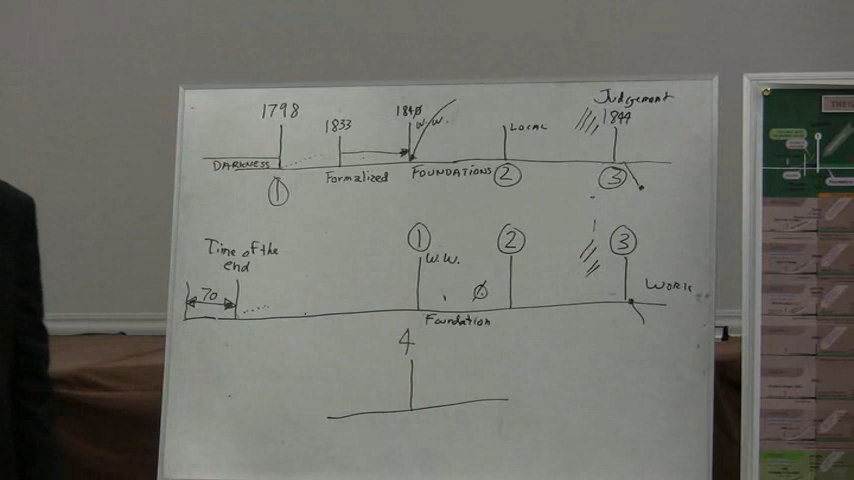 Judgement
1798
1833
1840
1844
W.W.
LOCAL
DARKNESS
Formalized
FOUNDATIONS
1
2
3
Time of the
end
1
2
3
W.W.
70
WORK
Foundation
4